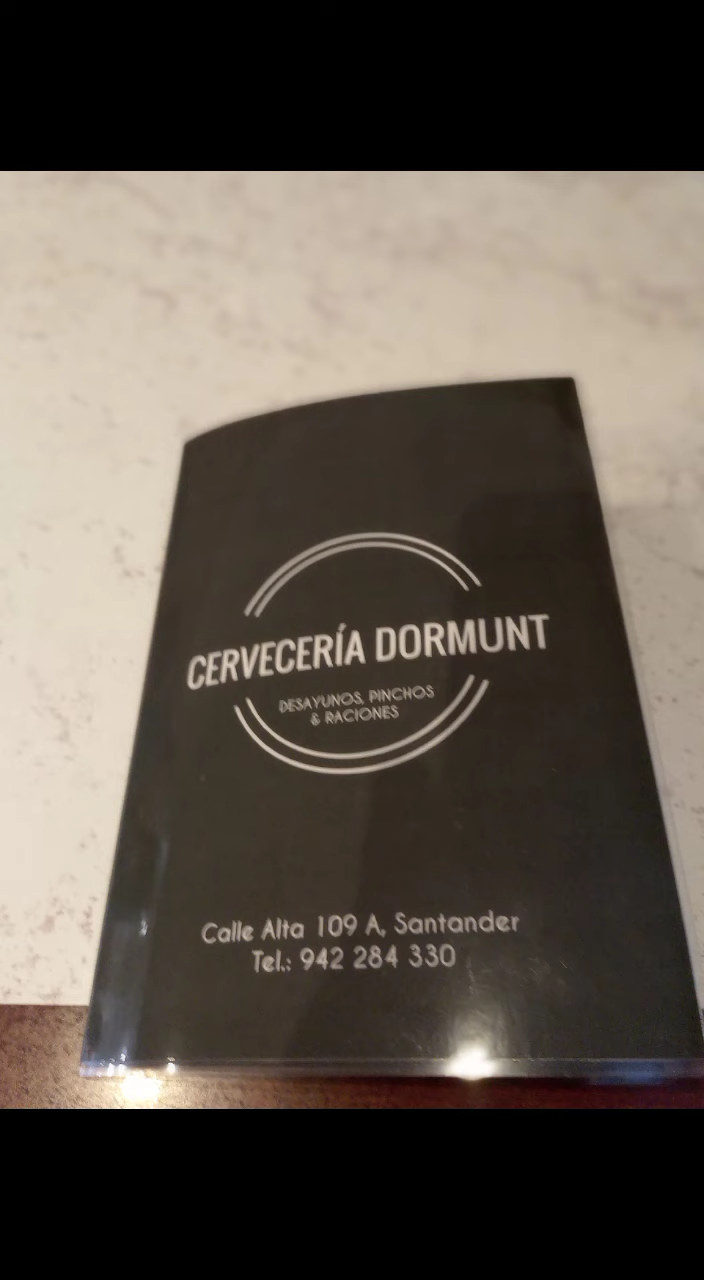 CERVECERÍA DORMUNT
DESAYUNOS, PINCHOS
& RACIONES
Calle Alta 109 A, Santander
Tel.: 942 284 330